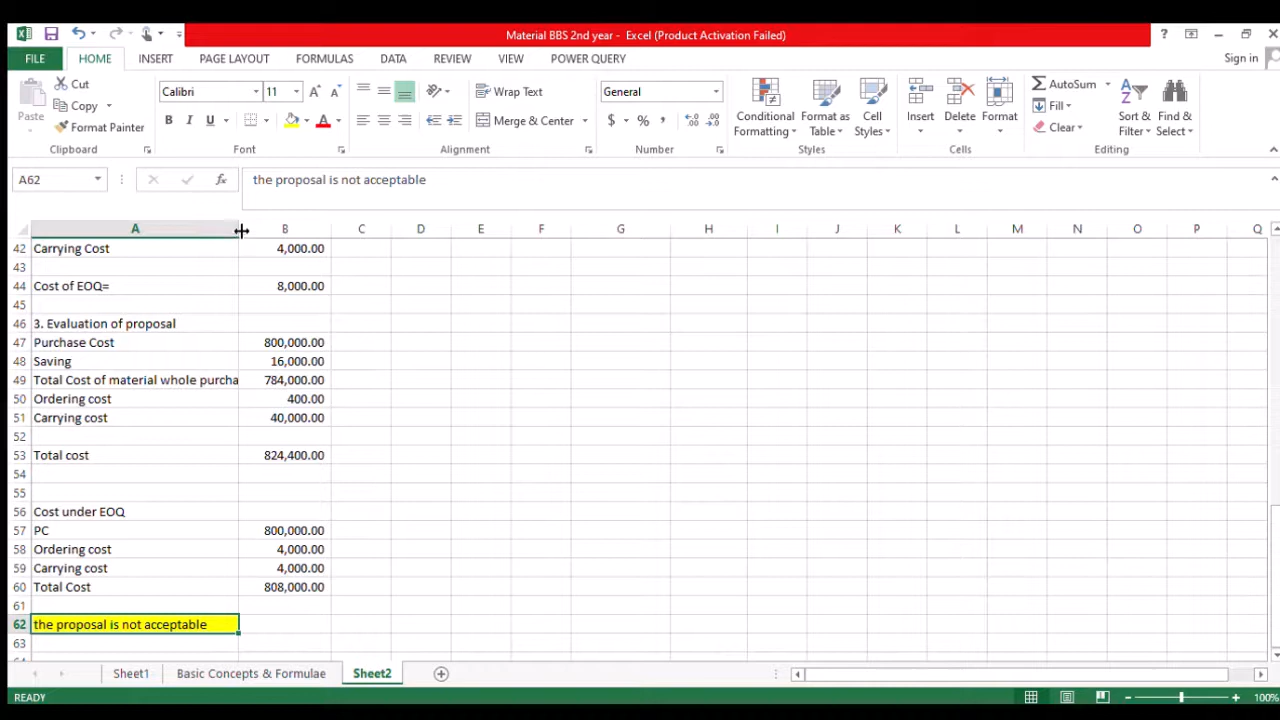 Material BBS 2nd year - Excel (Product Activation Failed)
?
FILE HOME INSERT PAGE LAYOUT FORMULAS DATA REVIEW VIEW POWER QUERY Sign in
Paste
Cut
Copy
Format Painter
Clipboard
Calibri 11
B I U
Font
Wrap Text
Merge & Center
Alignment
General
$ % ,
Number
Conditional Formatting
Format as Table
Cell Styles
Styles
Insert
Delete
Format
Cells
AutoSum
Fill
Clear
Sort & Filter
Find & Select
Editing
A62 fx the proposal is not acceptable
A B C D E F G H I J K L M N O P Q
42 Carrying Cost 4,000.00
43
44 Cost of EOQ= 8,000.00
45
46 3. Evaluation of proposal
47 Purchase Cost 800,000.00
48 Saving 16,000.00
49 Total Cost of material whole purcha 784,000.00
50 Ordering cost 400.00
51 Carrying cost 40,000.00
52
53 Total cost 824,400.00
54
55
56 Cost under EOQ
57 PC 800,000.00
58 Ordering cost 4,000.00
59 Carrying cost 4,000.00
60 Total Cost 808,000.00
61
62 the proposal is not acceptable
63
Sheet1 Basic Concepts & Formulae Sheet2
READY 100%